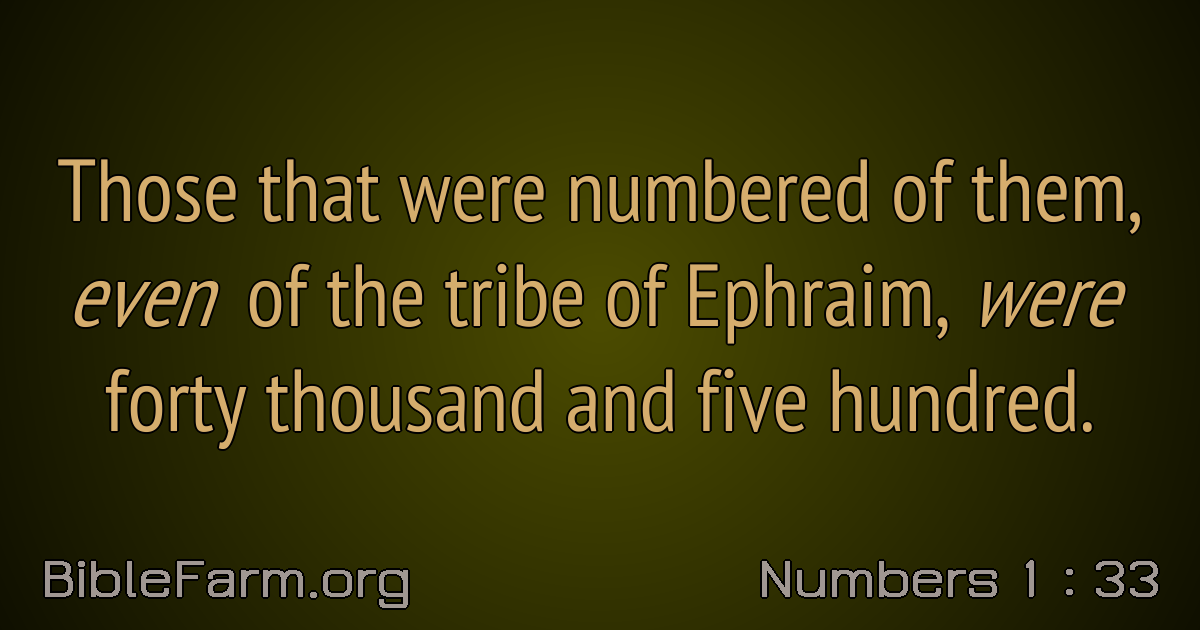 Those that were numbered of them,
even of the tribe of Ephraim, were
forty thousand and five hundred.
BibleFarm.org
Numbers 1 : 33